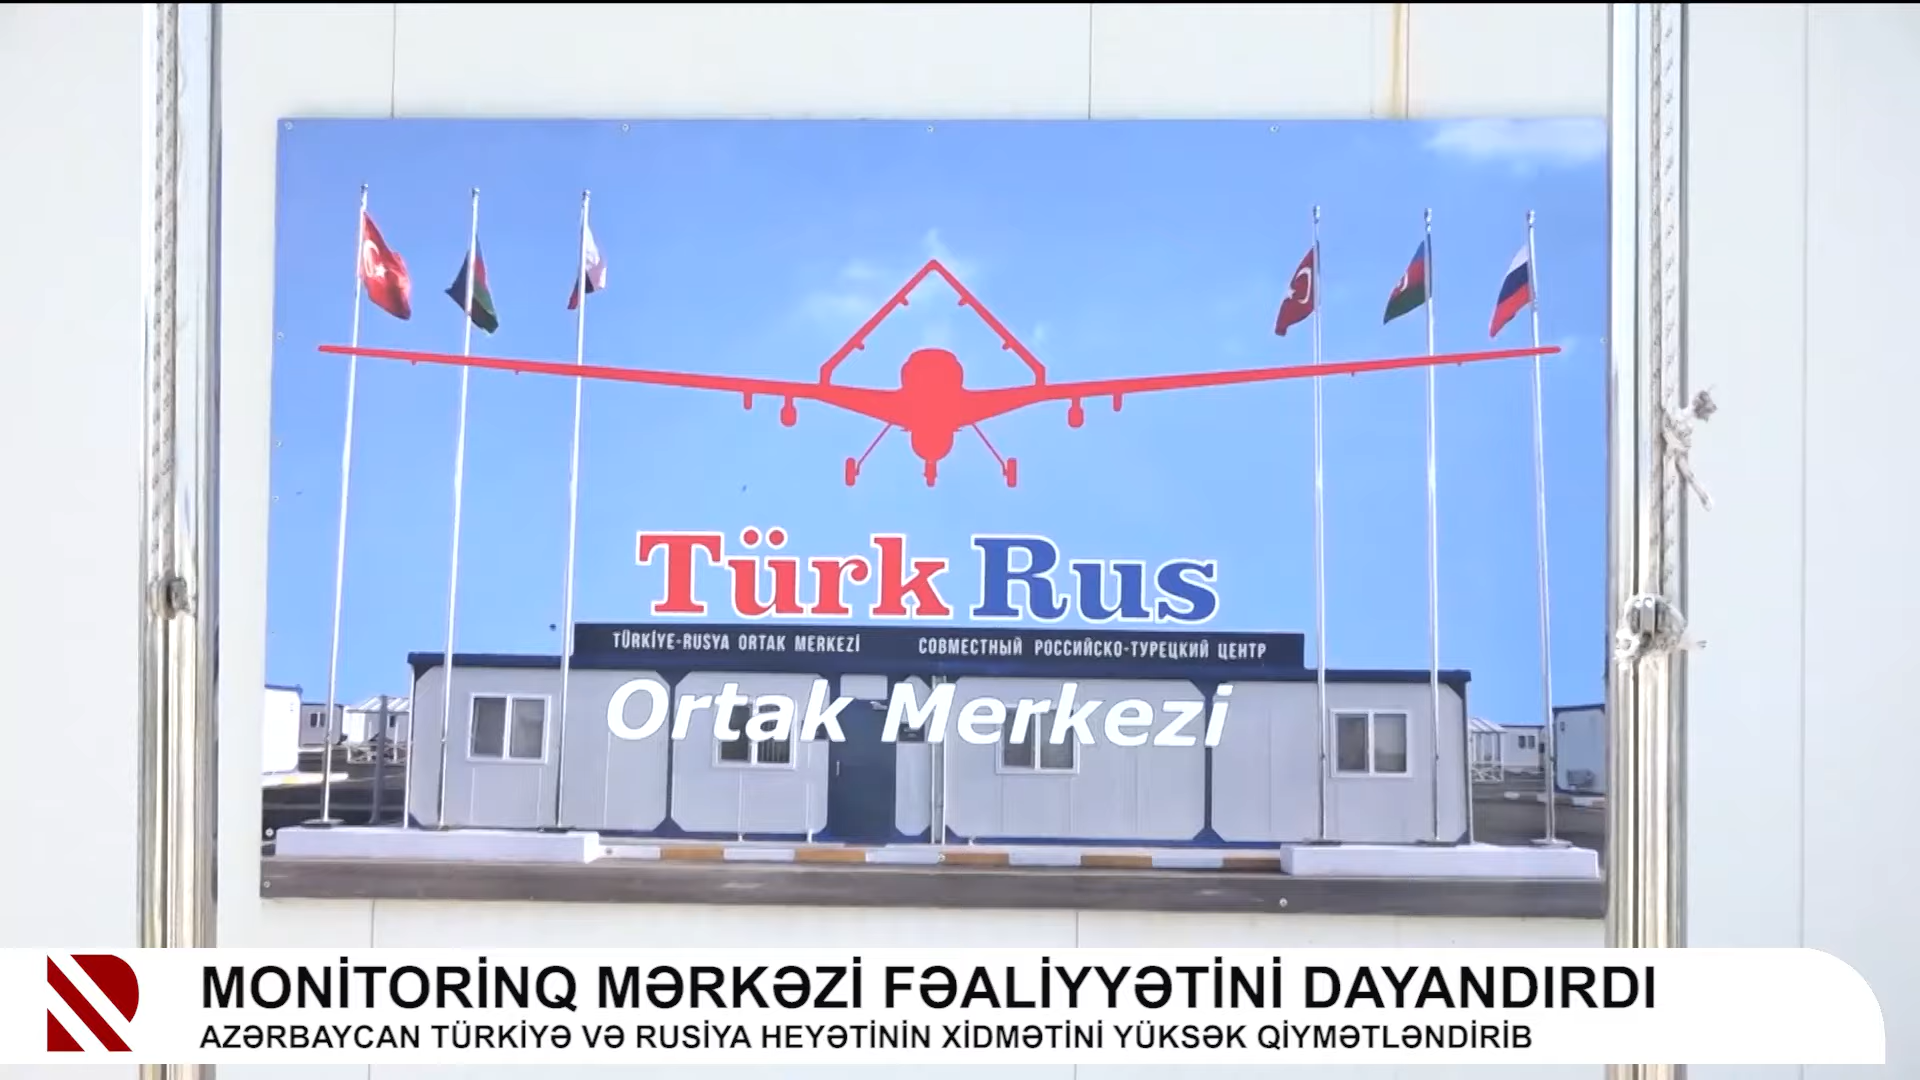 Türk Rus
TÜRKİYE-RUSYA ORTAK MERKEZİ СОВМЕСТНЫЙ РОССИЙСКО-ТУРЕЦКИЙ ЦЕНТР
Ortak Merkezi
MONİTORİNQ MƏRKƏZİ FƏALİYYƏTİNİ DAYANDIRDI
AZƏRBAYCAN TÜRKİYƏ VƏ RUSİYA HEYƏTİNİN XİDMƏTİNİ YÜKSƏK QİYMƏTLƏNDİRİB